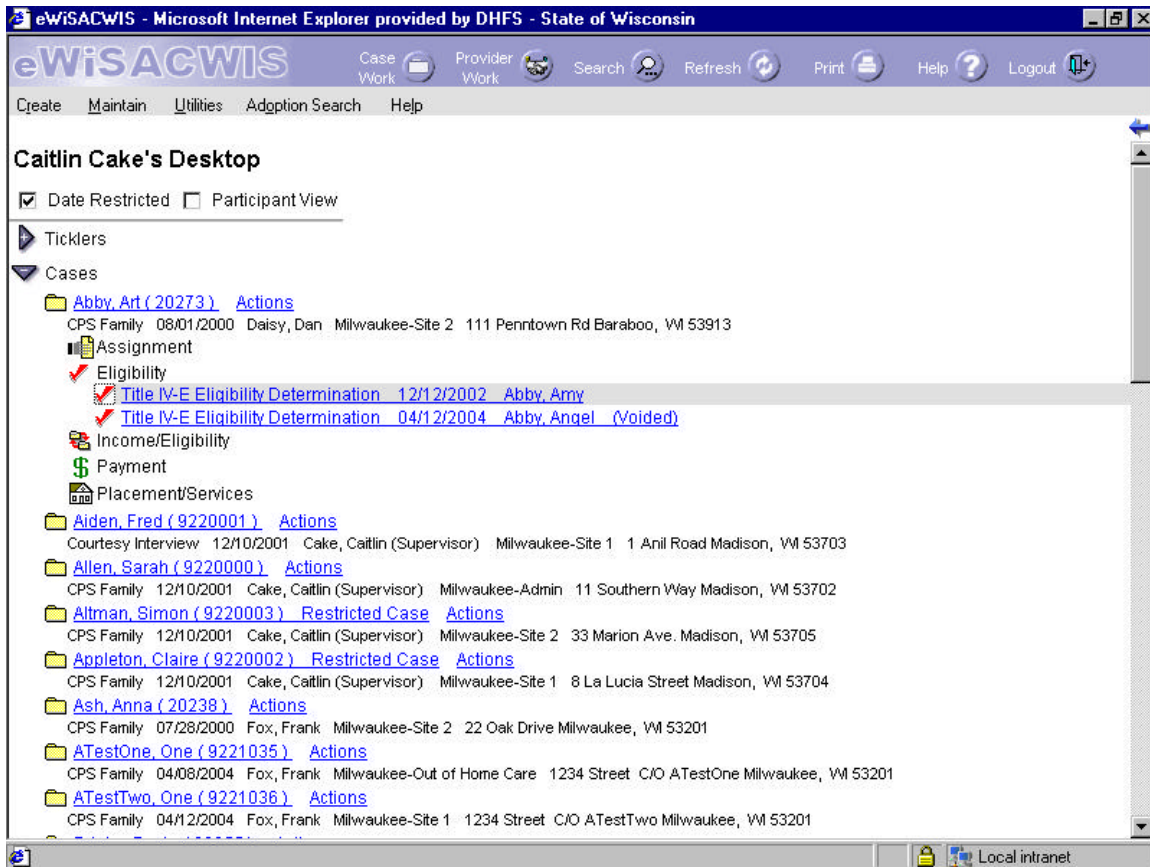 eWiSACWIS - Microsoft Internet Explorer provided by DHFS - State of Wisconsin
eWiSACWIS Case Work Provider Work Search Refresh Print Help Logout
Create Maintain Utilities Adoption Search Help
Caitlin Cake's Desktop
Date Restricted Participant View
Ticklers
Cases
Abby, Art ( 20273 ) Actions
CPS Family 08/01/2000 Daisy, Dan Milwaukee-Site 2 111 Penntown Rd Baraboo, WI 53913
Assignment
Eligibility
Title IV-E Eligibility Determination 12/12/2002 Abby, Amy
Title IV-E Eligibility Determination 04/12/2004 Abby, Angel (Voided)
Income/Eligibility
$ Payment
Placement/Services
Aiden, Fred ( 9220001 ) Actions
Courtesy Interview 12/10/2001 Cake, Caitlin (Supervisor) Milwaukee-Site 1 1 Anil Road Madison, WI 53703
Allen, Sarah ( 9220000 ) Actions
CPS Family 12/10/2001 Cake, Caitlin (Supervisor) Milwaukee-Admin 11 Southern Way Madison, WI 53702
Altman, Simon ( 9220003 ) Restricted Case Actions
CPS Family 12/10/2001 Cake, Caitlin (Supervisor) Milwaukee-Site 2 33 Marion Ave. Madison, WI 53705
Appleton, Claire ( 9220002 ) Restricted Case Actions
CPS Family 12/10/2001 Cake, Caitlin (Supervisor) Milwaukee-Site 1 8 La Lucia Street Madison, WI 53704
Ash, Anna ( 20238 ) Actions
CPS Family 07/28/2000 Fox, Frank Milwaukee-Site 2 22 Oak Drive Milwaukee, WI 53201
ATestOne, One ( 9221035 ) Actions
CPS Family 04/08/2004 Fox, Frank Milwaukee-Out of Home Care 1234 Street C/O ATestOne Milwaukee, WI 53201
ATestTwo, One ( 9221036 ) Actions
CPS Family 04/12/2004 Fox, Frank Milwaukee-Site 1 1234 Street C/O ATestTwo Milwaukee, WI 53201
Local intranet